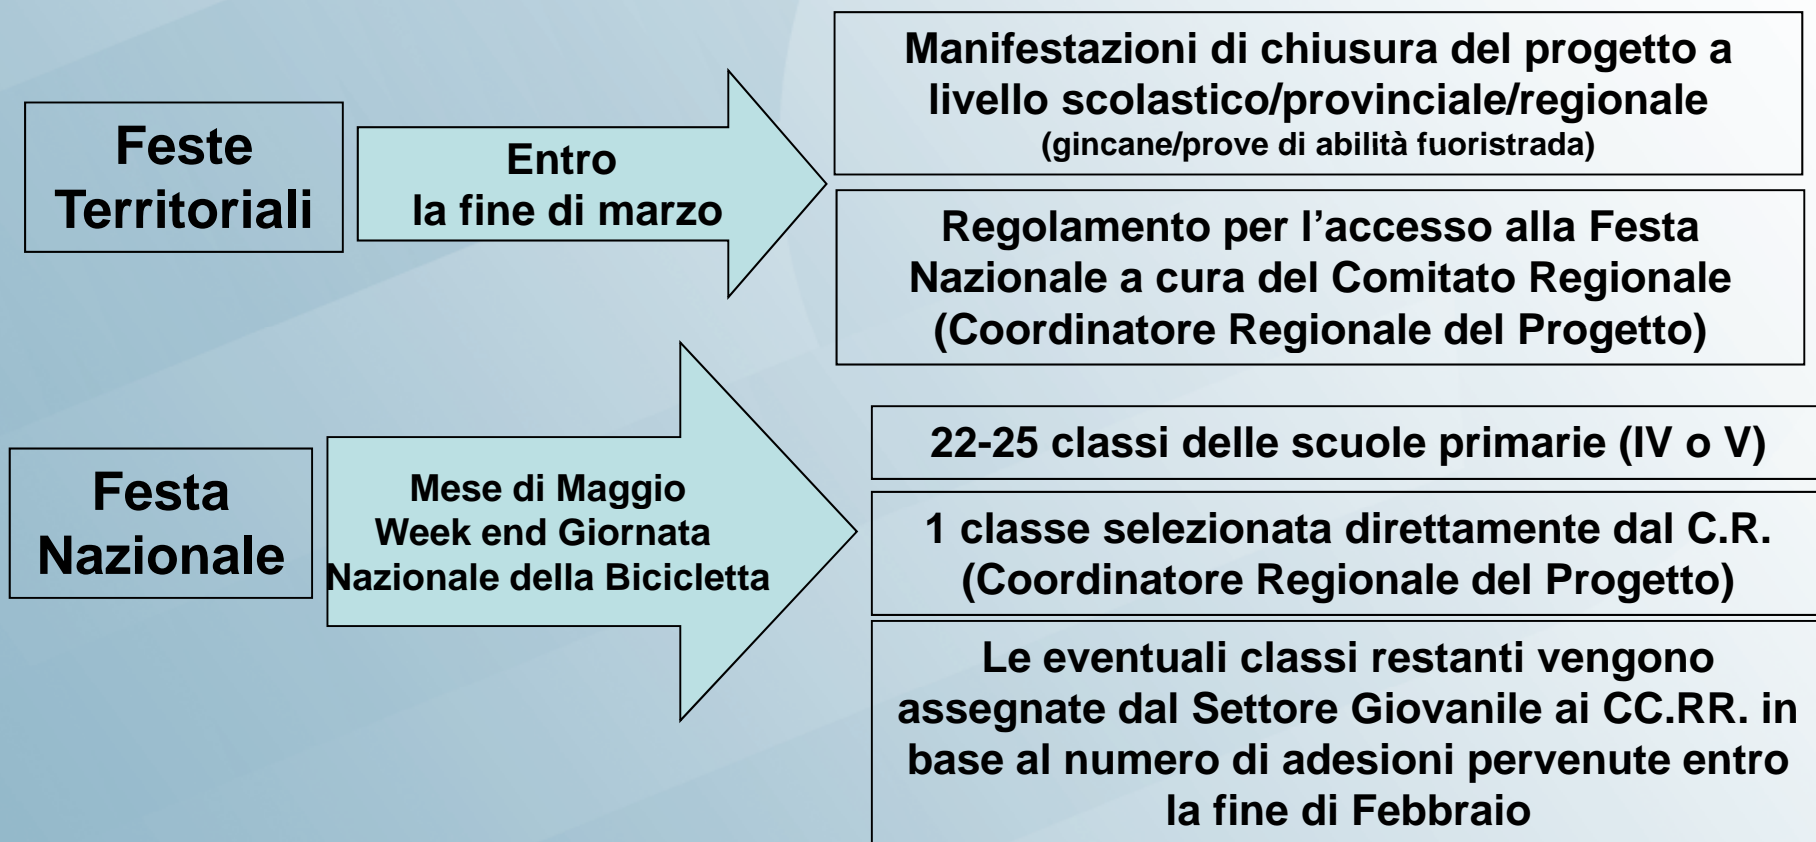 Feste
Territoriali
Entro
la fine di marzo
Manifestazioni di chiusura del progetto a
livello scolastico/provinciale/regionale
(gincane/prove di abilità fuoristrada)
Regolamento per l’accesso alla Festa
Nazionale a cura del Comitato Regionale
(Coordinatore Regionale del Progetto)
Festa
Nazionale
Mese di Maggio
Week end Giornata
Nazionale della Bicicletta
22-25 classi delle scuole primarie (IV o V)
1 classe selezionata direttamente dal C.R.
(Coordinatore Regionale del Progetto)
Le eventuali classi restanti vengono
assegnate dal Settore Giovanile ai CC.RR. in
base al numero di adesioni pervenute entro
la fine di Febbraio